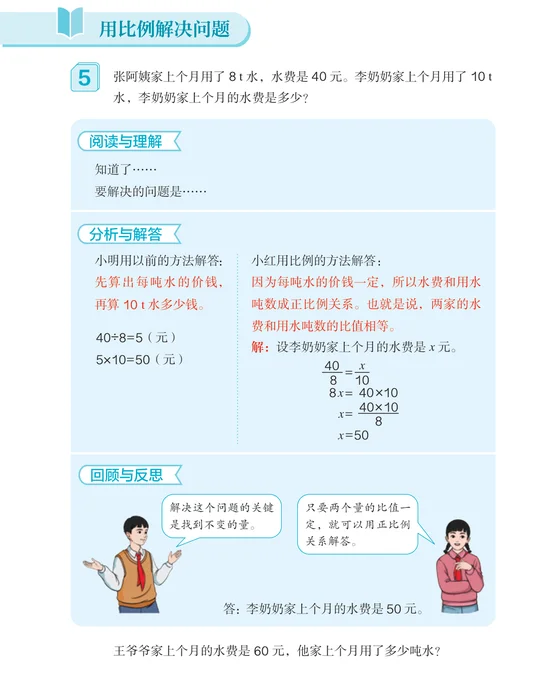 用比例解决问题
5 张阿姨家上个月用了 8 t 水，水费是 40 元。李奶奶家上个月用了 10 t
水，李奶奶家上个月的水费是多少？
阅读与理解
知道了……
要解决的问题是……
分析与解答
小明用以前的方法解答：
先算出每吨水的价钱，
再算 10 t 水多少钱。
40÷8=5（元）
5×10=50（元）
小红用比例的方法解答：
因为每吨水的价钱一定，所以水费和用水
吨数成正比例关系。也就是说，两家的水
费和用水吨数的比值相等。
解：设李奶奶家上个月的水费是 x 元。
40/8=x/10
8x=40×10
x=40×10/8
x=50
回顾与反思
解决这个问题的关键
是找到不变的量。
只要两个量的比值一
定，就可以用正比例
关系解答。
答：李奶奶家上个月的水费是 50 元。
王爷爷家上个月的水费是 60 元，他家上个月用了多少吨水？